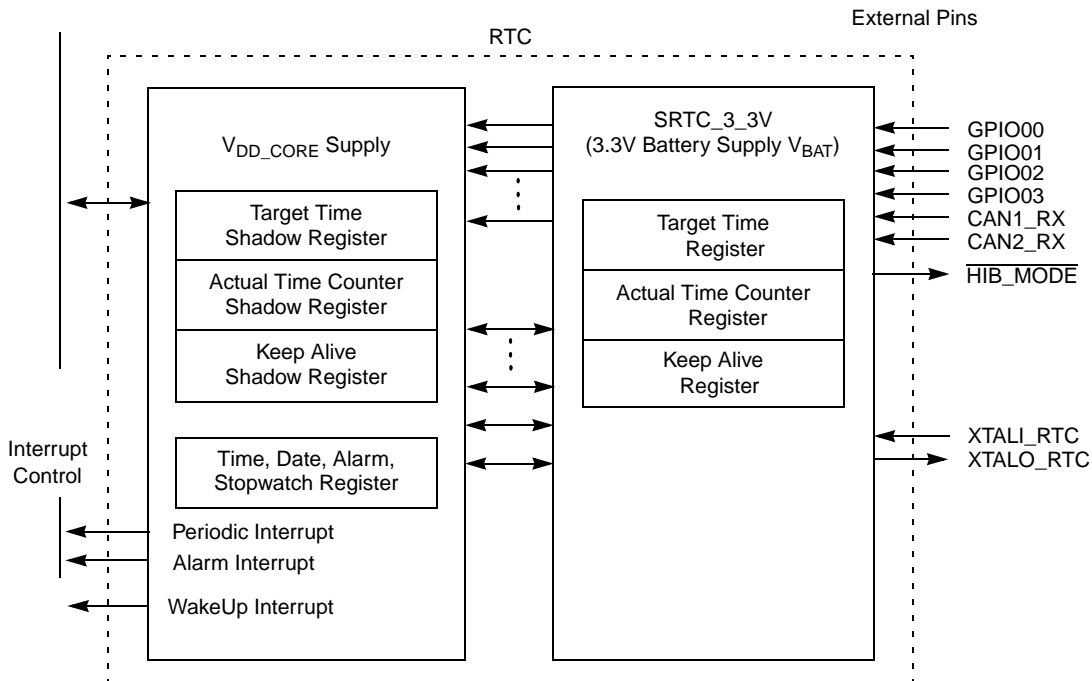 External Pins
RTC
V_DD_CORE Supply
Target Time
Shadow Register
Actual Time Counter
Shadow Register
Keep Alive
Shadow Register
Time, Date, Alarm,
Stopwatch Register
Periodic Interrupt
Alarm Interrupt
WakeUp Interrupt
Interrupt
Control
SRTC_3_3V
(3.3V Battery Supply V_BAT)
Target Time
Register
Actual Time Counter
Register
Keep Alive
Register
GPIO00
GPIO01
GPIO02
GPIO03
CAN1_RX
CAN2_RX
HIB_MODE
XTALI_RTC
XTALO_RTC